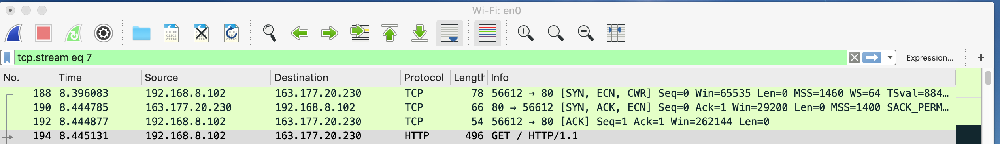 Wi-Fi: en0
tcp.stream eq 7 Expression... +
No. Time Source Destination Protocol Length Info
188 8.396083 192.168.8.102 163.177.20.230 TCP 78 56612 → 80 [SYN, ECN, CWR] Seq=0 Win=65535 Len=0 MSS=1460 WS=64 TSval=884…
190 8.444785 163.177.20.230 192.168.8.102 TCP 66 80 → 56612 [SYN, ACK, ECN] Seq=0 Ack=1 Win=29200 Len=0 MSS=1400 SACK_PERM…
192 8.444877 192.168.8.102 163.177.20.230 TCP 54 56612 → 80 [ACK] Seq=1 Ack=1 Win=262144 Len=0
194 8.445131 192.168.8.102 163.177.20.230 HTTP 496 GET / HTTP/1.1